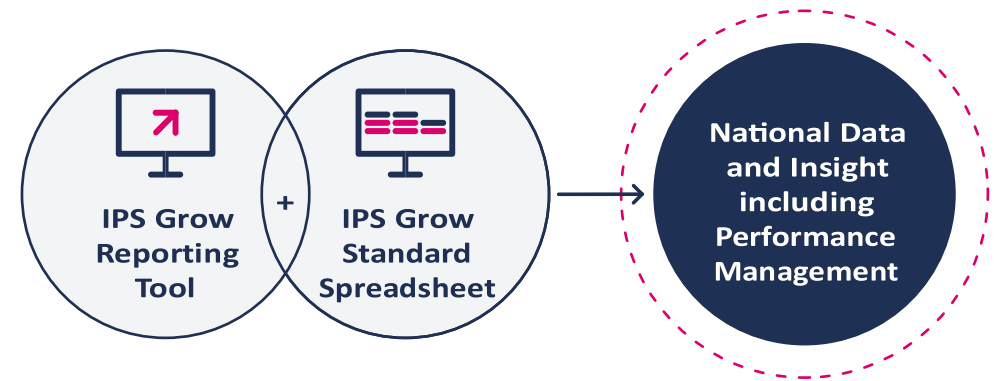 IPS Grow
Reporting
Tool
+
IPS Grow
Standard
Spreadsheet
National Data
and Insight
including
Performance
Management